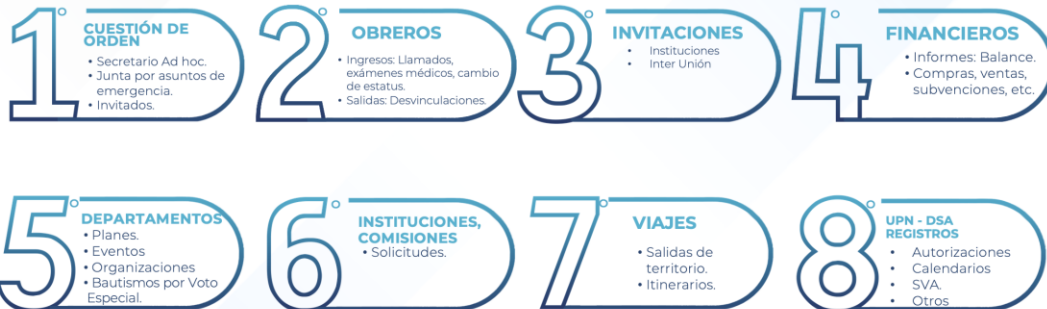 1°
CUESTIÓN DE
ORDEN
• Secretario Ad hoc.
• Junta por asuntos de
emergencia.
• Invitados.
2°
OBREROS
• Ingresos: Llamados,
exámenes médicos, cambio
de estatus.
• Salidas: Desvinculaciones.
3°
INVITACIONES
• Instituciones
• Inter Unión
4°
FINANCIEROS
• Informes: Balance.
• Compras, ventas,
subvenciones, etc.
5°
DEPARTAMENTOS
• Planes.
• Eventos
• Organizaciones
• Bautismos por Voto
Especial.
6°
INSTITUCIONES,
COMISIONES
• Solicitudes.
7°
VIAJES
• Salidas de
territorio.
• Itinerarios.
8°
UPN - DSA
REGISTROS
• Autorizaciones
• Calendarios
• SVA.
• Otros